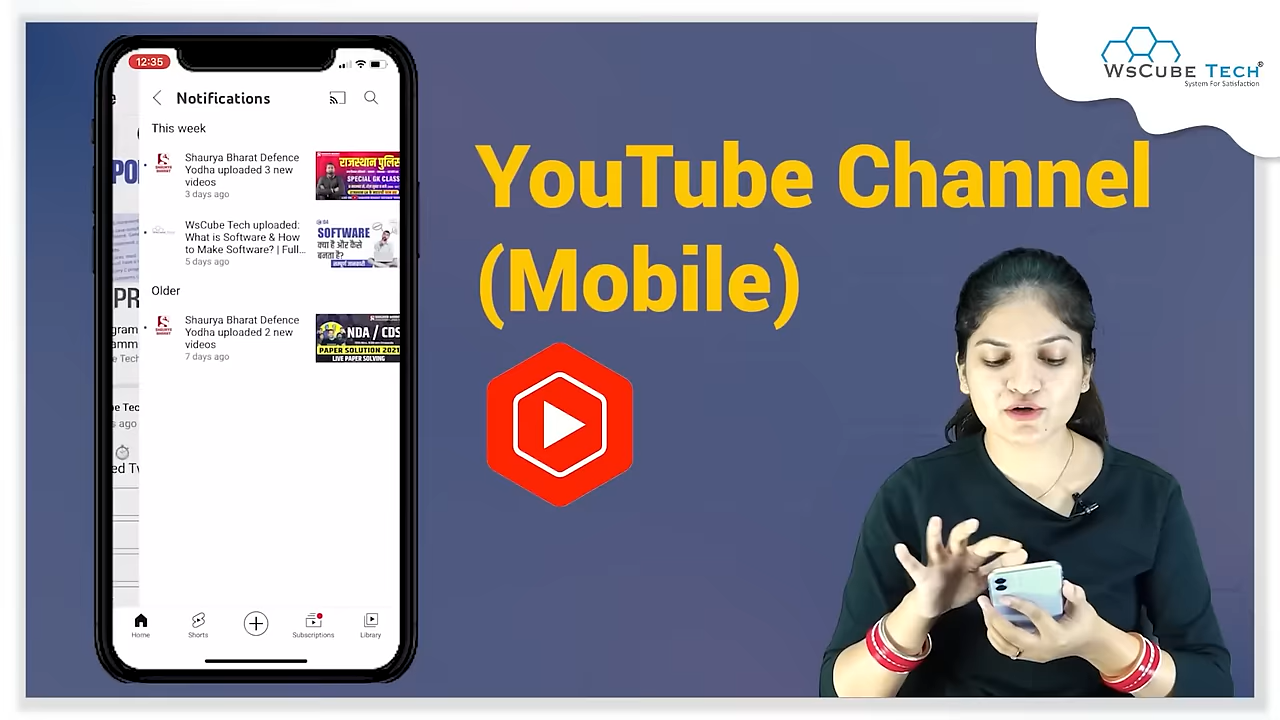 WsCube Tech®
System For Satisfaction
YouTube Channel
(Mobile)
12:35
Notifications
This week
Shaurya Bharat Defence
Yodha uploaded 3 new
videos
3 days ago
राजस्थान पुलिस
SPECIAL GK CLASS
WsCube Tech uploaded:
What is Software & How
to Make Software? | Full...
5 days ago
SOFTWARE
क्या है और कैसे
बनता है?
Older
Shaurya Bharat Defence
Yodha uploaded 2 new
videos
7 days ago
NDA / CDS
PAPER SOLUTION 2021
LIVE PAPER SOLVING
Home
Shorts
Subscriptions
Library